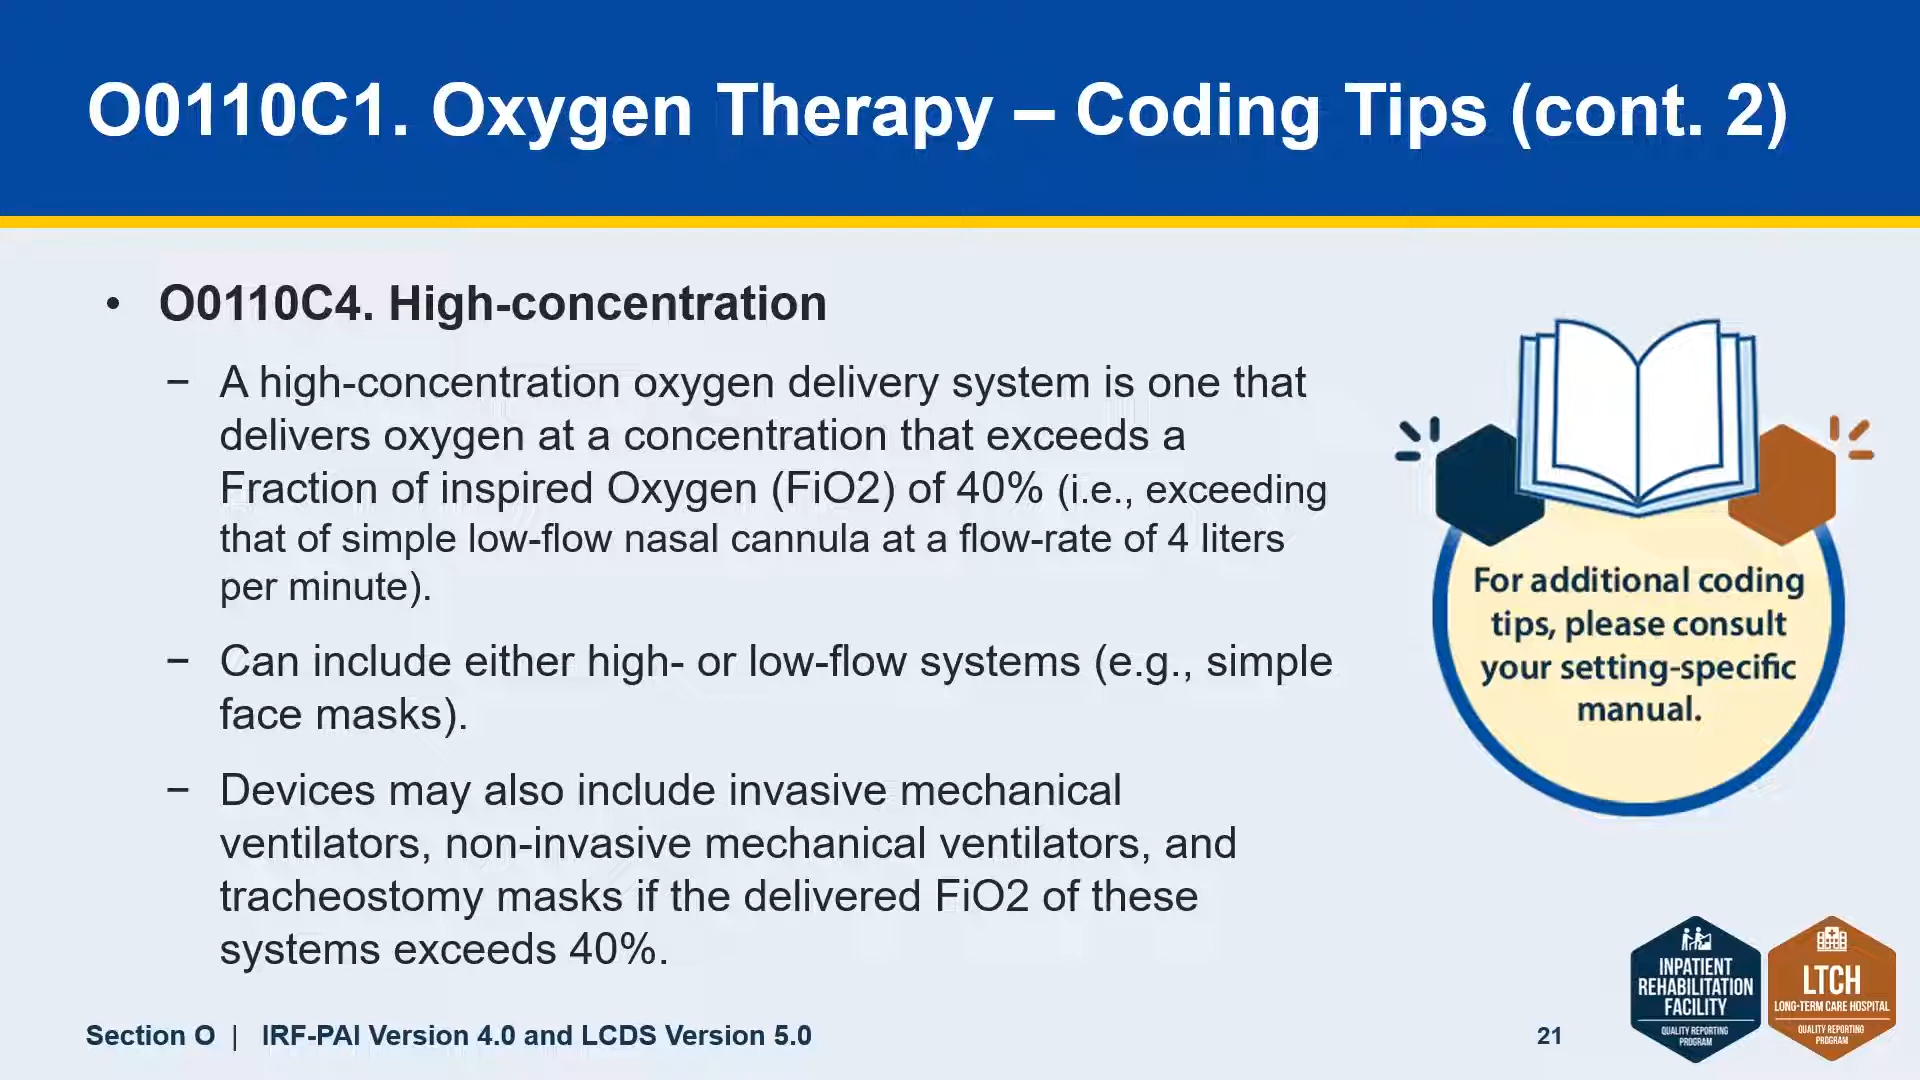 O0110C1. Oxygen Therapy – Coding Tips (cont. 2)
• O0110C4. High-concentration
− A high-concentration oxygen delivery system is one that
delivers oxygen at a concentration that exceeds a
Fraction of inspired Oxygen (FiO2) of 40% (i.e., exceeding
that of simple low-flow nasal cannula at a flow-rate of 4 liters
per minute).
− Can include either high- or low-flow systems (e.g., simple
face masks).
− Devices may also include invasive mechanical
ventilators, non-invasive mechanical ventilators, and
tracheostomy masks if the delivered FiO2 of these
systems exceeds 40%.
For additional coding
tips, please consult
your setting-specific
manual.
Section O | IRF-PAI Version 4.0 and LCDS Version 5.0
21
INPATIENT
REHABILITATION
FACILITY
QUALITY REPORTING
PROGRAM
LTCH
LONG-TERM CARE HOSPITAL
QUALITY REPORTING
PROGRAM